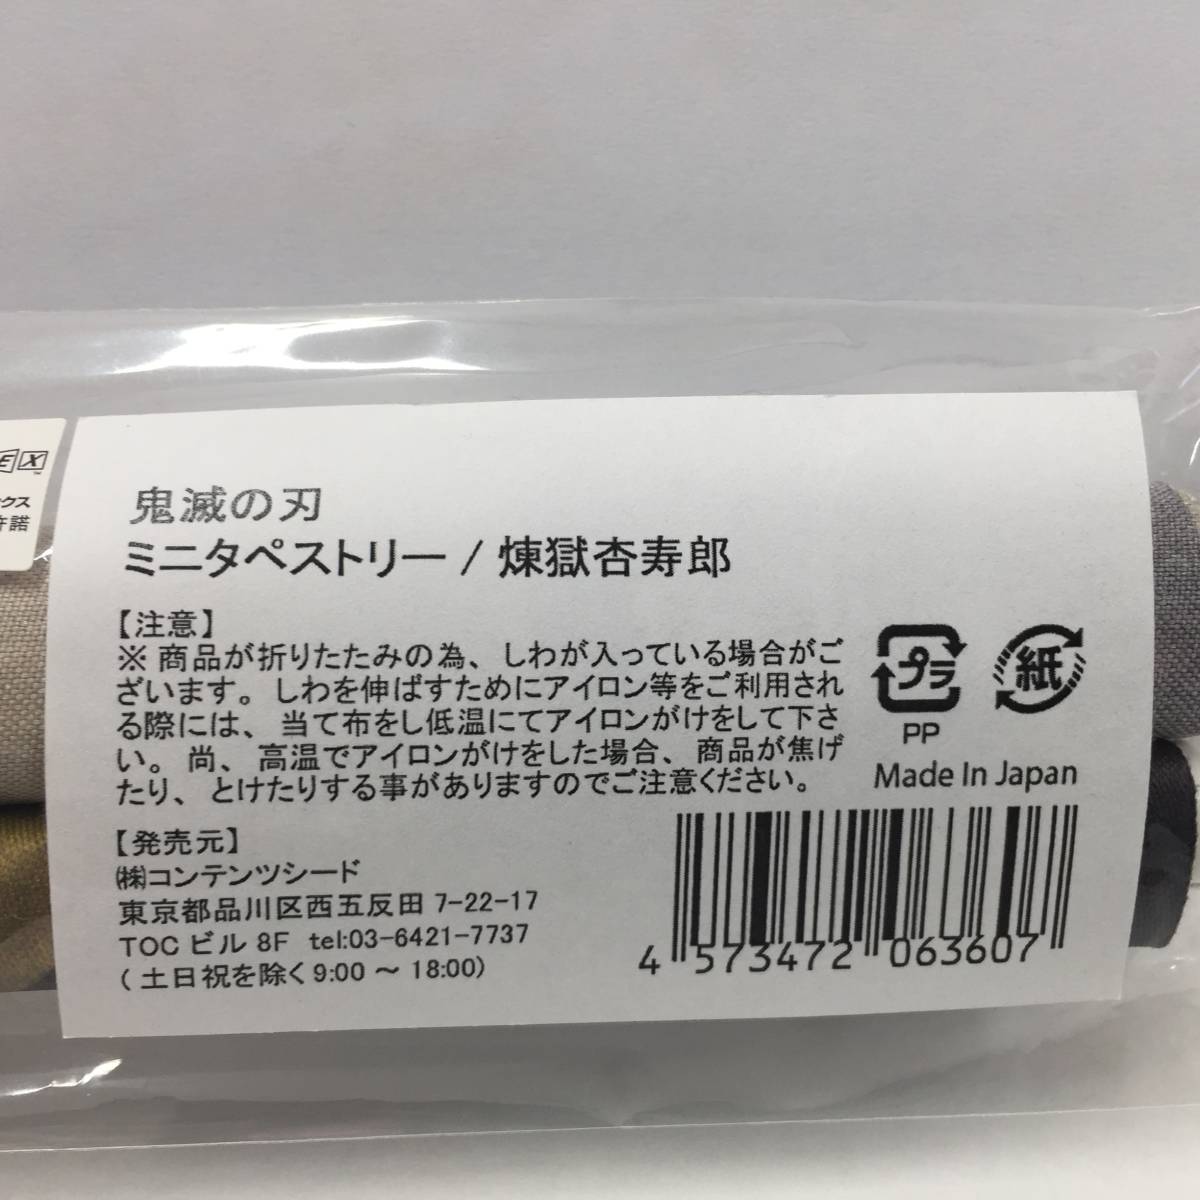 EX
TM
ックス
許諾
鬼滅の刃
ミニタペストリー / 煉獄杏寿郎
【注意】
※商品が折りたたみの為、しわが入っている場合がご
ざいます。しわを伸ばすためにアイロン等をご利用され
る際には、当て布をし低温にてアイロンがけをして下さ
い。尚、高温でアイロンがけをした場合、商品が焦げ
たり、とけたりする事がありますのでご注意ください。
プラ
紙
PP
Made In Japan
【発売元】
㈱コンテンツシード
東京都品川区西五反田 7-22-17
TOC ビル 8F tel:03-6421-7737
(土日祝を除く 9:00 ～ 18:00)
4 573472 063607